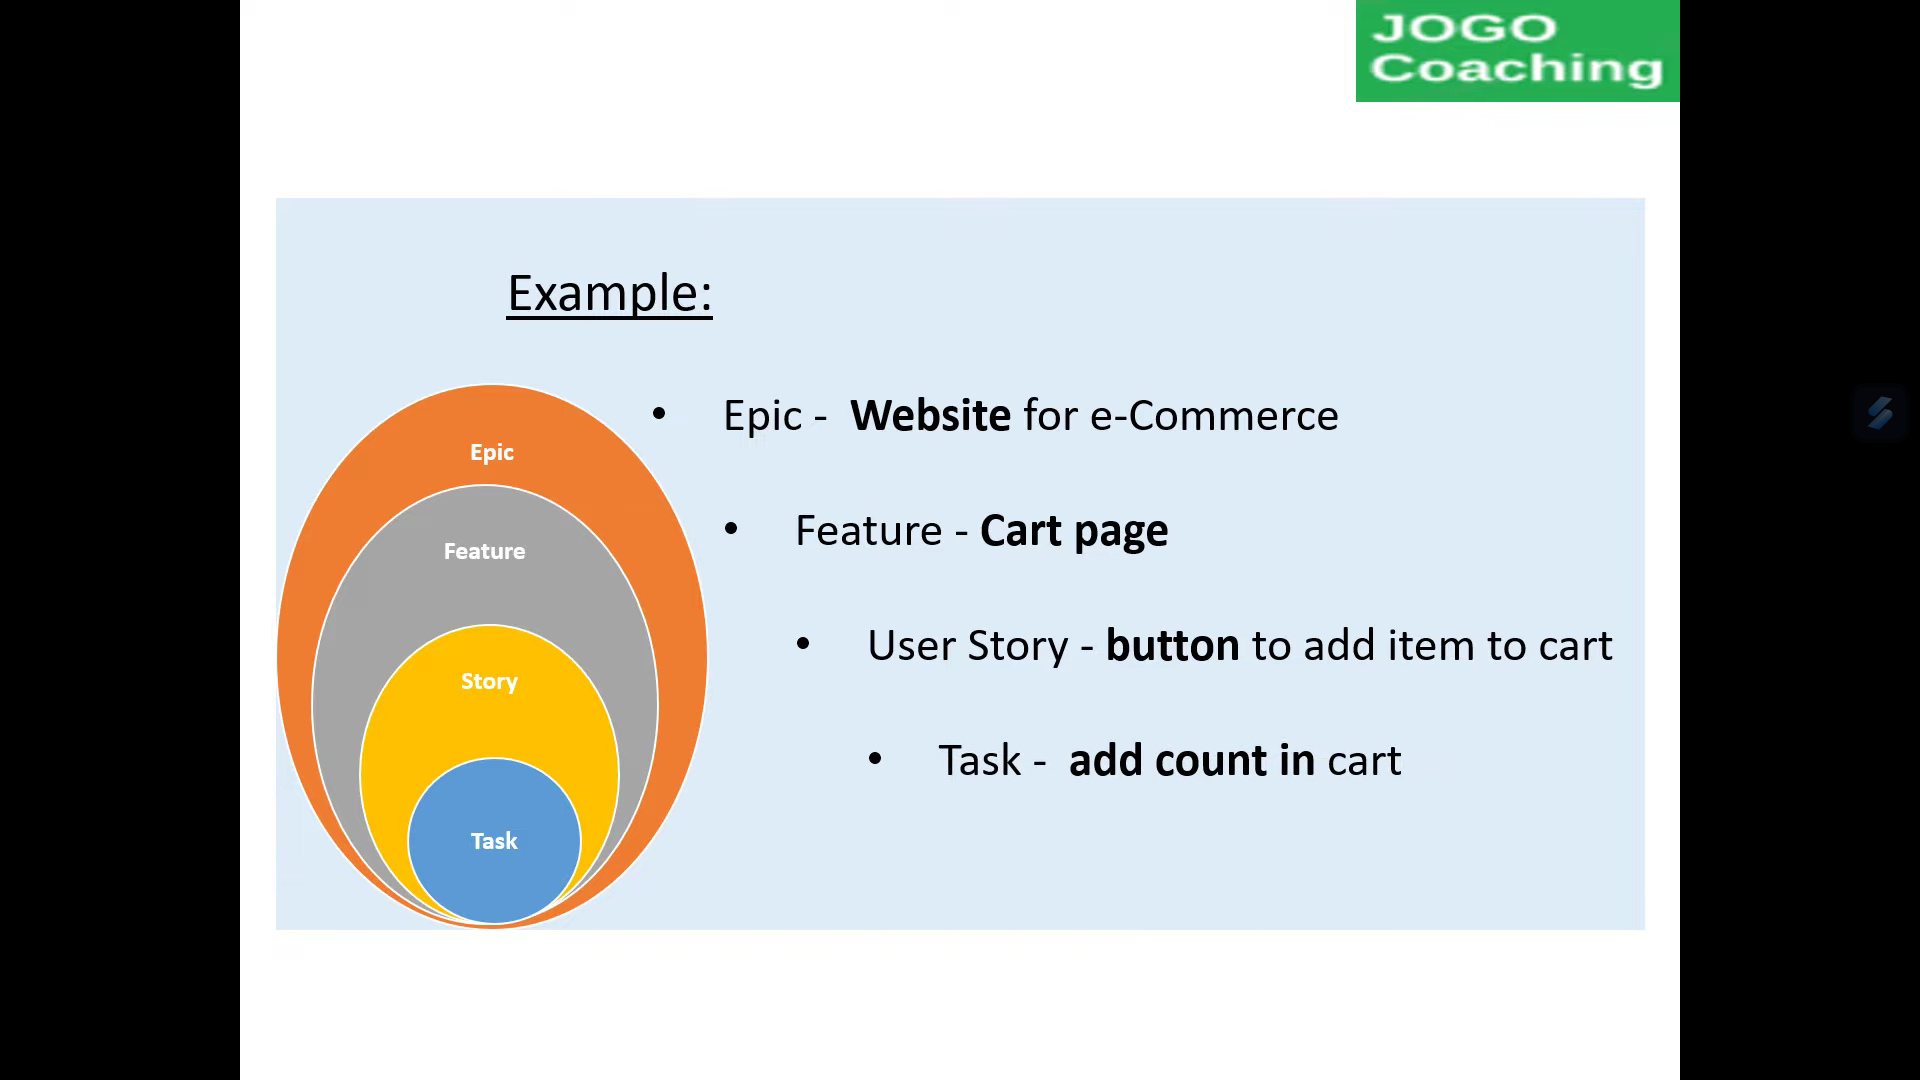 JOGO
Coaching
Example:
• Epic - Website for e-Commerce
• Feature - Cart page
• User Story - button to add item to cart
• Task - add count in cart
Epic
Feature
Story
Task